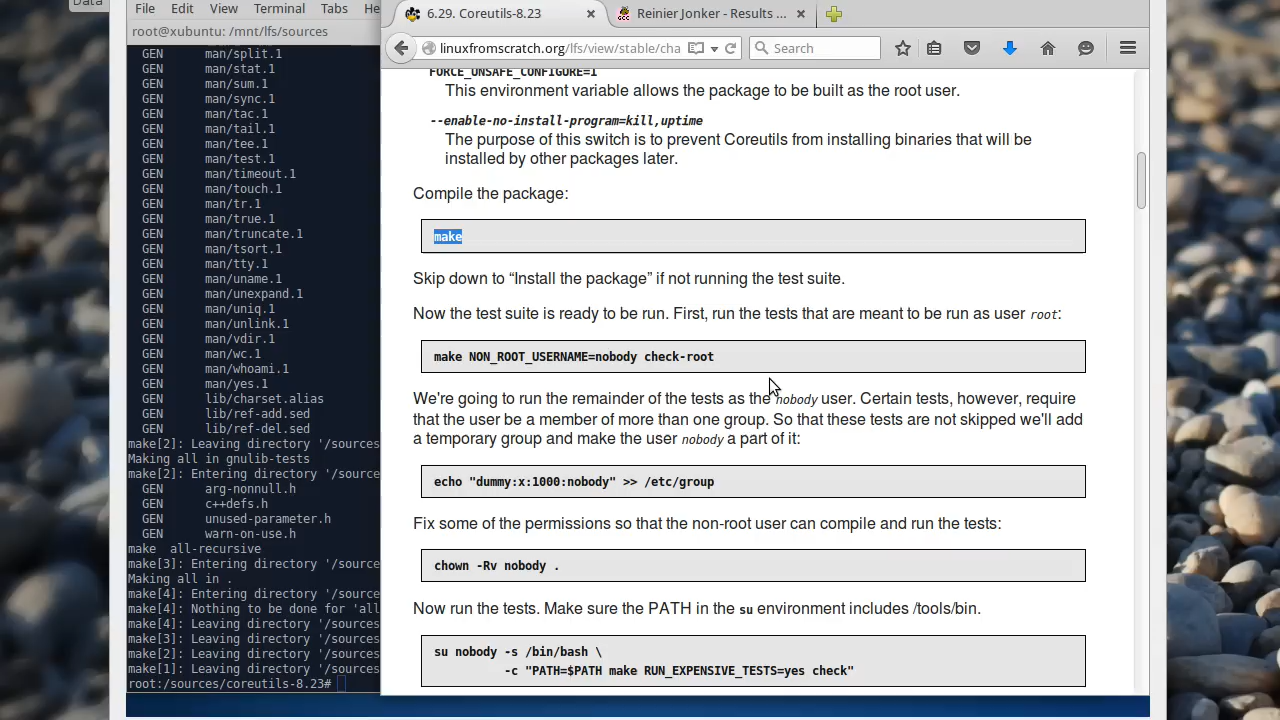 Data
File Edit View Terminal Tabs He
root@xubuntu: /mnt/lfs/sources
GEN man/split.1
GEN man/stat.1
GEN man/sum.1
GEN man/sync.1
GEN man/tac.1
GEN man/tail.1
GEN man/tee.1
GEN man/test.1
GEN man/timeout.1
GEN man/touch.1
GEN man/tr.1
GEN man/true.1
GEN man/truncate.1
GEN man/tsort.1
GEN man/tty.1
GEN man/uname.1
GEN man/unexpand.1
GEN man/uniq.1
GEN man/unlink.1
GEN man/vdir.1
GEN man/wc.1
GEN man/whoami.1
GEN man/yes.1
GEN lib/charset.alias
GEN lib/ref-add.sed
GEN lib/ref-del.sed
make[2]: Leaving directory '/source
Making all in gnulib-tests
make[2]: Entering directory '/source
GEN arg-nonnull.h
GEN c++defs.h
GEN unused-parameter.h
GEN warn-on-use.h
make all-recursive
make[3]: Entering directory '/source
Making all in .
make[4]: Entering directory '/source
make[4]: Nothing to be done for 'all
make[4]: Leaving directory '/source
make[3]: Leaving directory '/source
make[2]: Leaving directory '/source
make[1]: Leaving directory '/source
root:/sources/coreutils-8.23#
6.29. Coreutils-8.23
Reinier Jonker - Results ...
linuxfromscratch.org/lfs/view/stable/cha
Search
FORCE_UNSAFE_CONFIGURE=1
This environment variable allows the package to be built as the root user.
--enable-no-install-program=kill,uptime
The purpose of this switch is to prevent Coreutils from installing binaries that will be
installed by other packages later.
Compile the package:
make
Skip down to “Install the package” if not running the test suite.
Now the test suite is ready to be run. First, run the tests that are meant to be run as user root:
make NON_ROOT_USERNAME=nobody check-root
We're going to run the remainder of the tests as the nobody user. Certain tests, however, require
that the user be a member of more than one group. So that these tests are not skipped we'll add
a temporary group and make the user nobody a part of it:
echo "dummy:x:1000:nobody" >> /etc/group
Fix some of the permissions so that the non-root user can compile and run the tests:
chown -Rv nobody .
Now run the tests. Make sure the PATH in the su environment includes /tools/bin.
su nobody -s /bin/bash \
-c "PATH=$PATH make RUN_EXPENSIVE_TESTS=yes check"